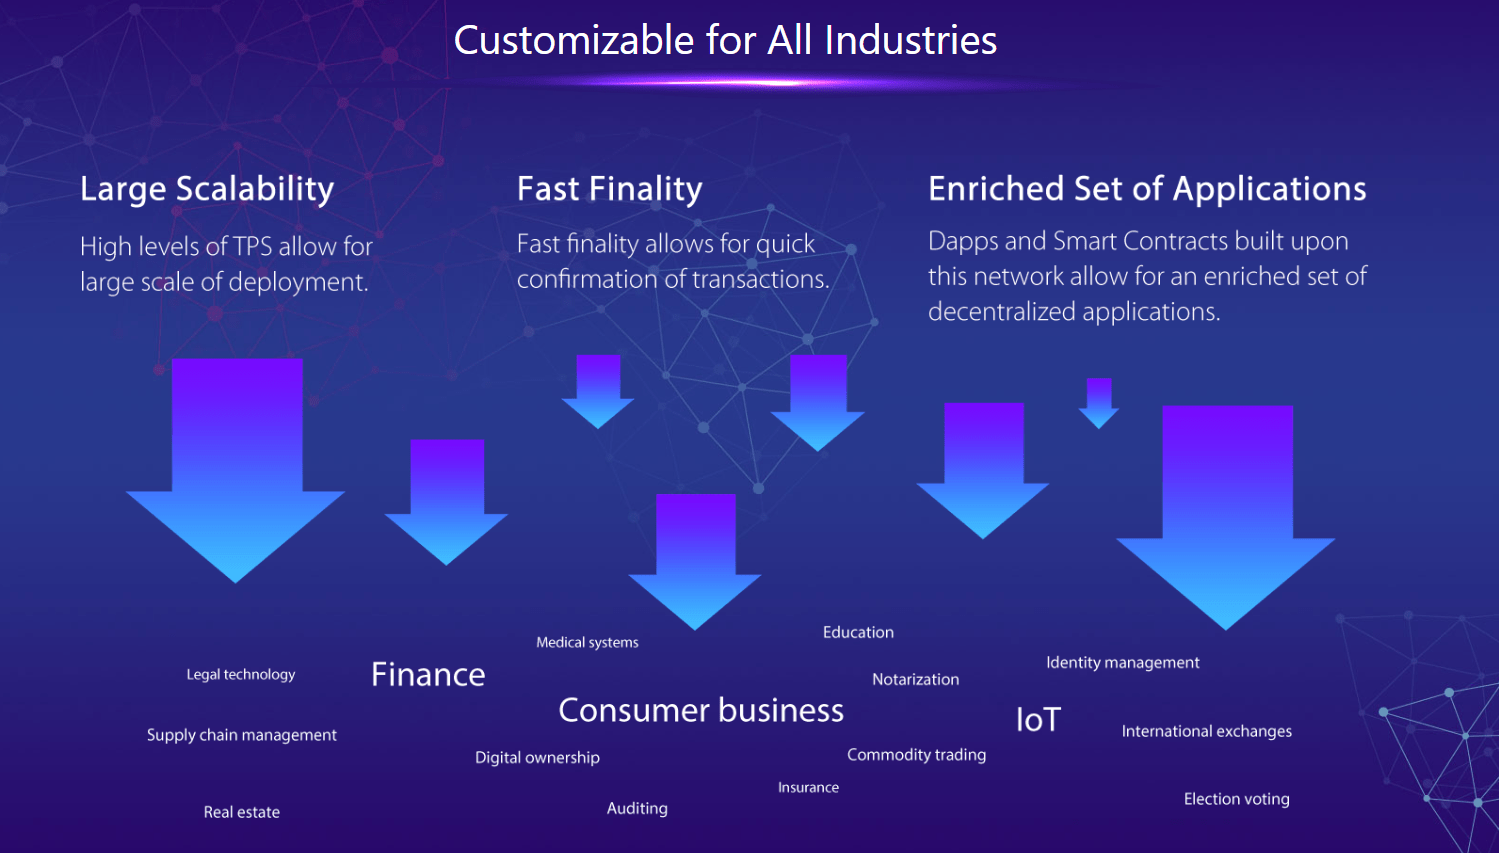 Customizable for All Industries
Large Scalability
High levels of TPS allow for
large scale of deployment.
Fast Finality
Fast finality allows for quick
confirmation of transactions.
Enriched Set of Applications
Dapps and Smart Contracts built upon
this network allow for an enriched set of
decentralized applications.
Legal technology
Finance
Medical systems
Education
Identity management
Notarization
Consumer business
IoT
Supply chain management
International exchanges
Digital ownership
Commodity trading
Insurance
Real estate
Auditing
Election voting